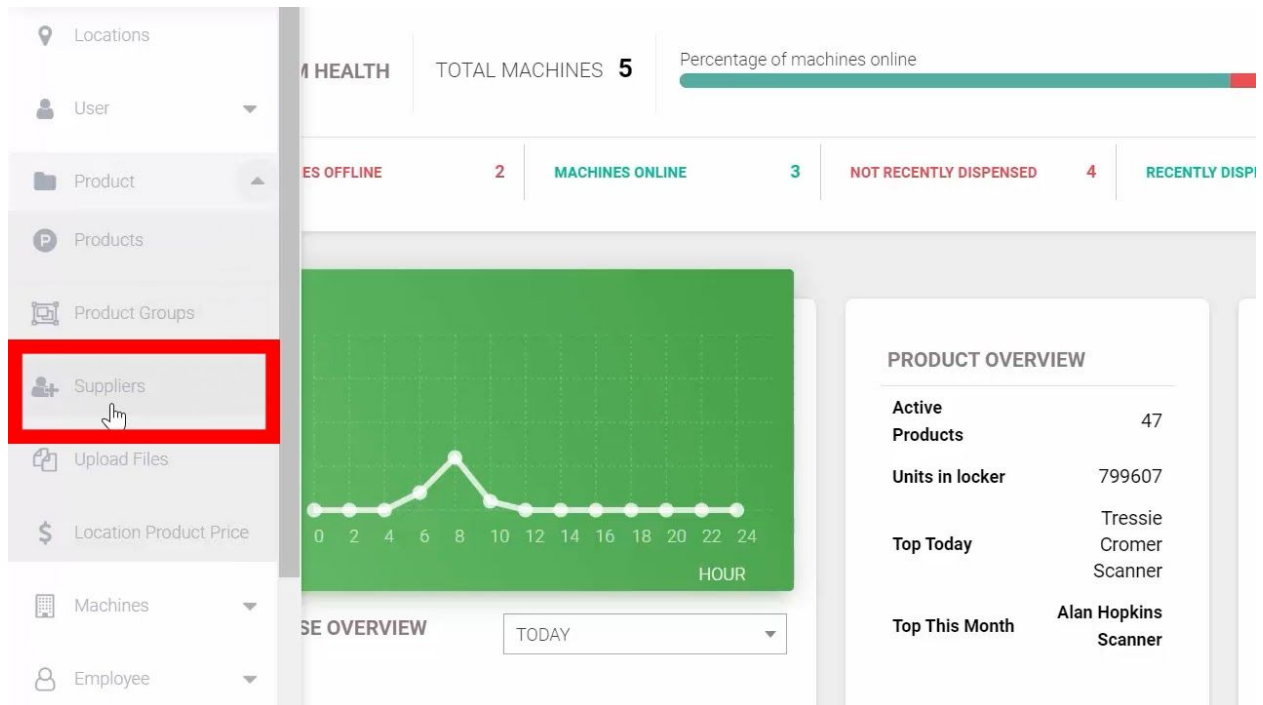 Locations
User
Product
Products
Product Groups
Suppliers
Upload Files
Location Product Price
Machines
Employee
HEALTH TOTAL MACHINES 5 Percentage of machines online
ES OFFLINE 2 MACHINES ONLINE 3 NOT RECENTLY DISPENSED 4 RECENTLY DISP
0 2 4 6 8 10 12 14 16 18 20 22 24
HOUR
SE OVERVIEW TODAY
PRODUCT OVERVIEW
Active
Products 47
Units in locker 799607
Top Today Tressie
Cromer
Scanner
Top This Month Alan Hopkins
Scanner